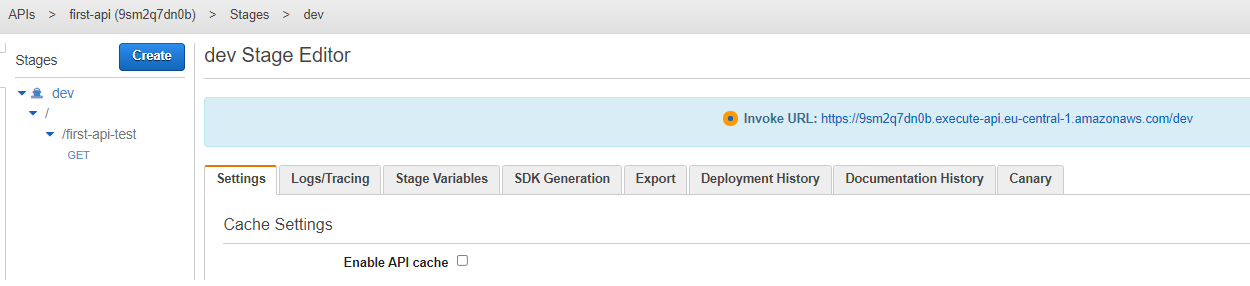 APIs > first-api (9sm2q7dn0b) > Stages > dev
Stages
Create
dev
/
/first-api-test
GET
dev Stage Editor
Invoke URL: https://9sm2q7dn0b.execute-api.eu-central-1.amazonaws.com/dev
Settings Logs/Tracing Stage Variables SDK Generation Export Deployment History Documentation History Canary
Cache Settings
Enable API cache